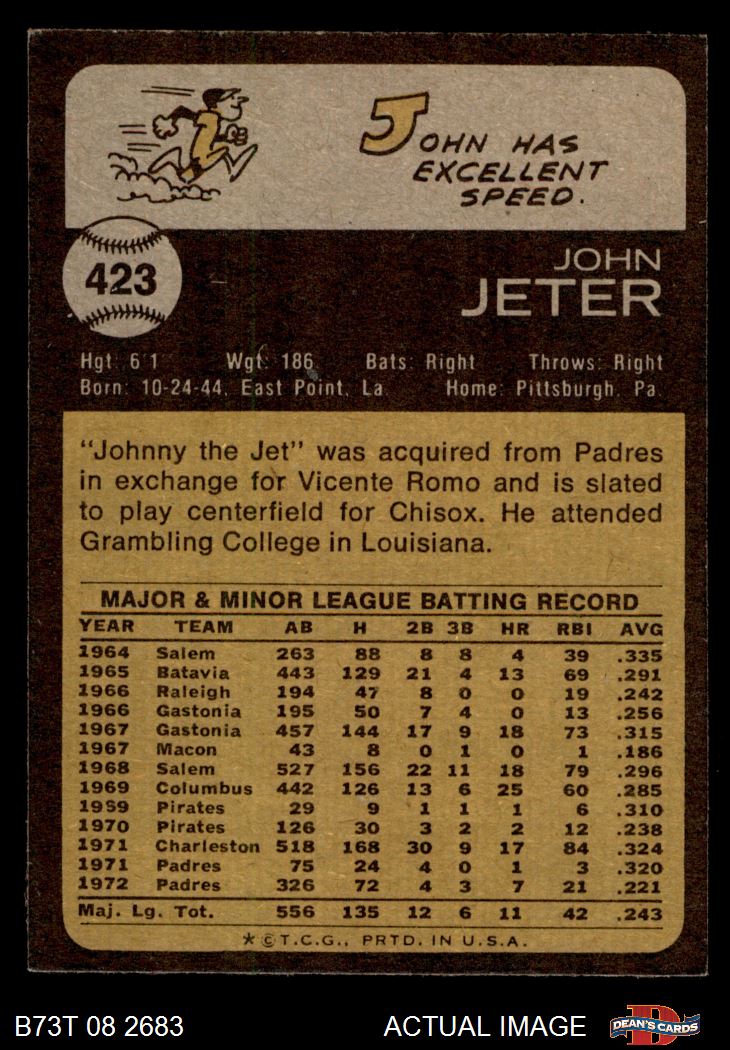 JOHN HAS
EXCELLENT
SPEED.
423
JOHN
JETER
Hgt: 6'1 Wgt: 186 Bats: Right Throws: Right
Born: 10-24-44, East Point, La. Home: Pittsburgh, Pa.
"Johnny the Jet" was acquired from Padres
in exchange for Vicente Romo and is slated
to play centerfield for Chisox. He attended
Grambling College in Louisiana.
MAJOR & MINOR LEAGUE BATTING RECORD
YEAR TEAM AB H 2B 3B HR RBI AVG
1964 Salem 263 88 8 8 4 39 .335
1965 Batavia 443 129 21 4 13 69 .291
1966 Raleigh 194 47 8 0 0 19 .242
1966 Gastonia 195 50 7 4 0 13 .256
1967 Gastonia 457 144 17 9 18 73 .315
1967 Macon 43 8 0 1 0 1 .186
1968 Salem 527 156 22 11 18 79 .296
1969 Columbus 442 126 13 6 25 60 .285
1969 Pirates 29 9 1 1 1 6 .310
1970 Pirates 126 30 3 2 2 12 .238
1971 Charleston 518 168 30 9 17 84 .324
1971 Padres 75 24 4 0 1 3 .320
1972 Padres 326 72 4 3 7 21 .221
Maj. Lg. Tot. 556 135 12 6 11 42 .243
*©T.C.G., PRTD. IN U.S.A.
B73T 08 2683 ACTUAL IMAGE DEAN'S CARDS